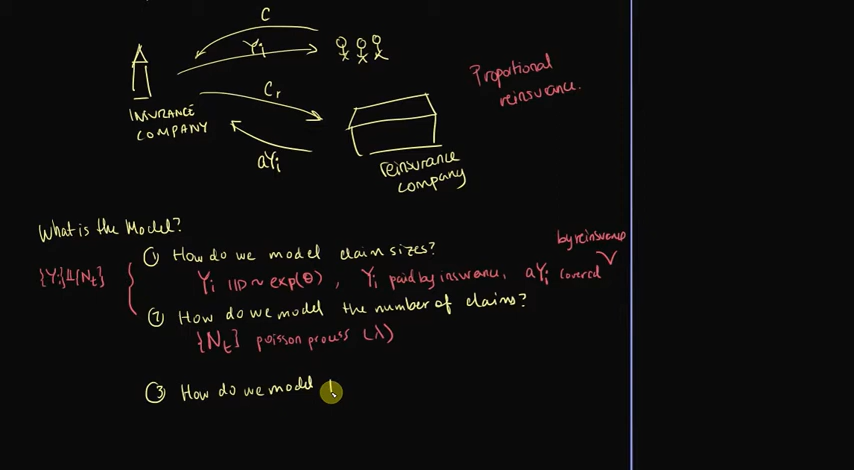 C
Yi
Cr
aYi
INSURANCE
COMPANY
reinsurance
company
Propotional
reinsurance.
What is the Model?
① How do we model claim sizes?
by reinsurance
{Yi}⫫{Nt}
Yi IID ~ exp(θ), Yi paid by insurance, aYi covered
② How do we model the number of claims?
{Nt} poisson process (λ)
③ How do we model